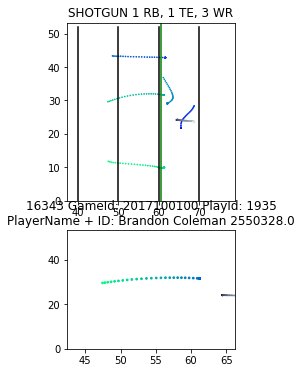 SHOTGUN 1 RB, 1 TE, 3 WR
50
40
30
20
10
0
40 50 60 70
16343 GameId: 2017100100 PlayId: 1935
PlayerName + ID: Brandon Coleman 2550328.0
40
20
0
45 50 55 60 65